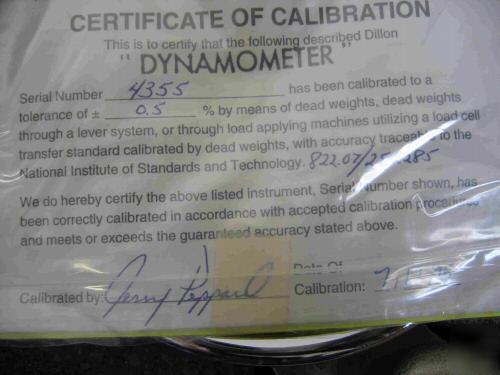 CERTIFICATE OF CALIBRATION
This is to certify that the following described Dillon
"DYNAMOMETER"
Serial Number 4355 has been calibrated to a
tolerance of ± 0.5 % by means of dead weights, dead weights
through a lever system, or through load applying machines utilizing a load cell
transfer standard calibrated by dead weights, with accuracy traceable to the
National Institute of Standards and Technology.
We do hereby certify the above listed instrument, Serial Number shown, has
been correctly calibrated in accordance with accepted calibration procedures
and meets or exceeds the guaranteed accuracy stated above.
Date Of
Calibrated by: Jerry Peppard Calibration: